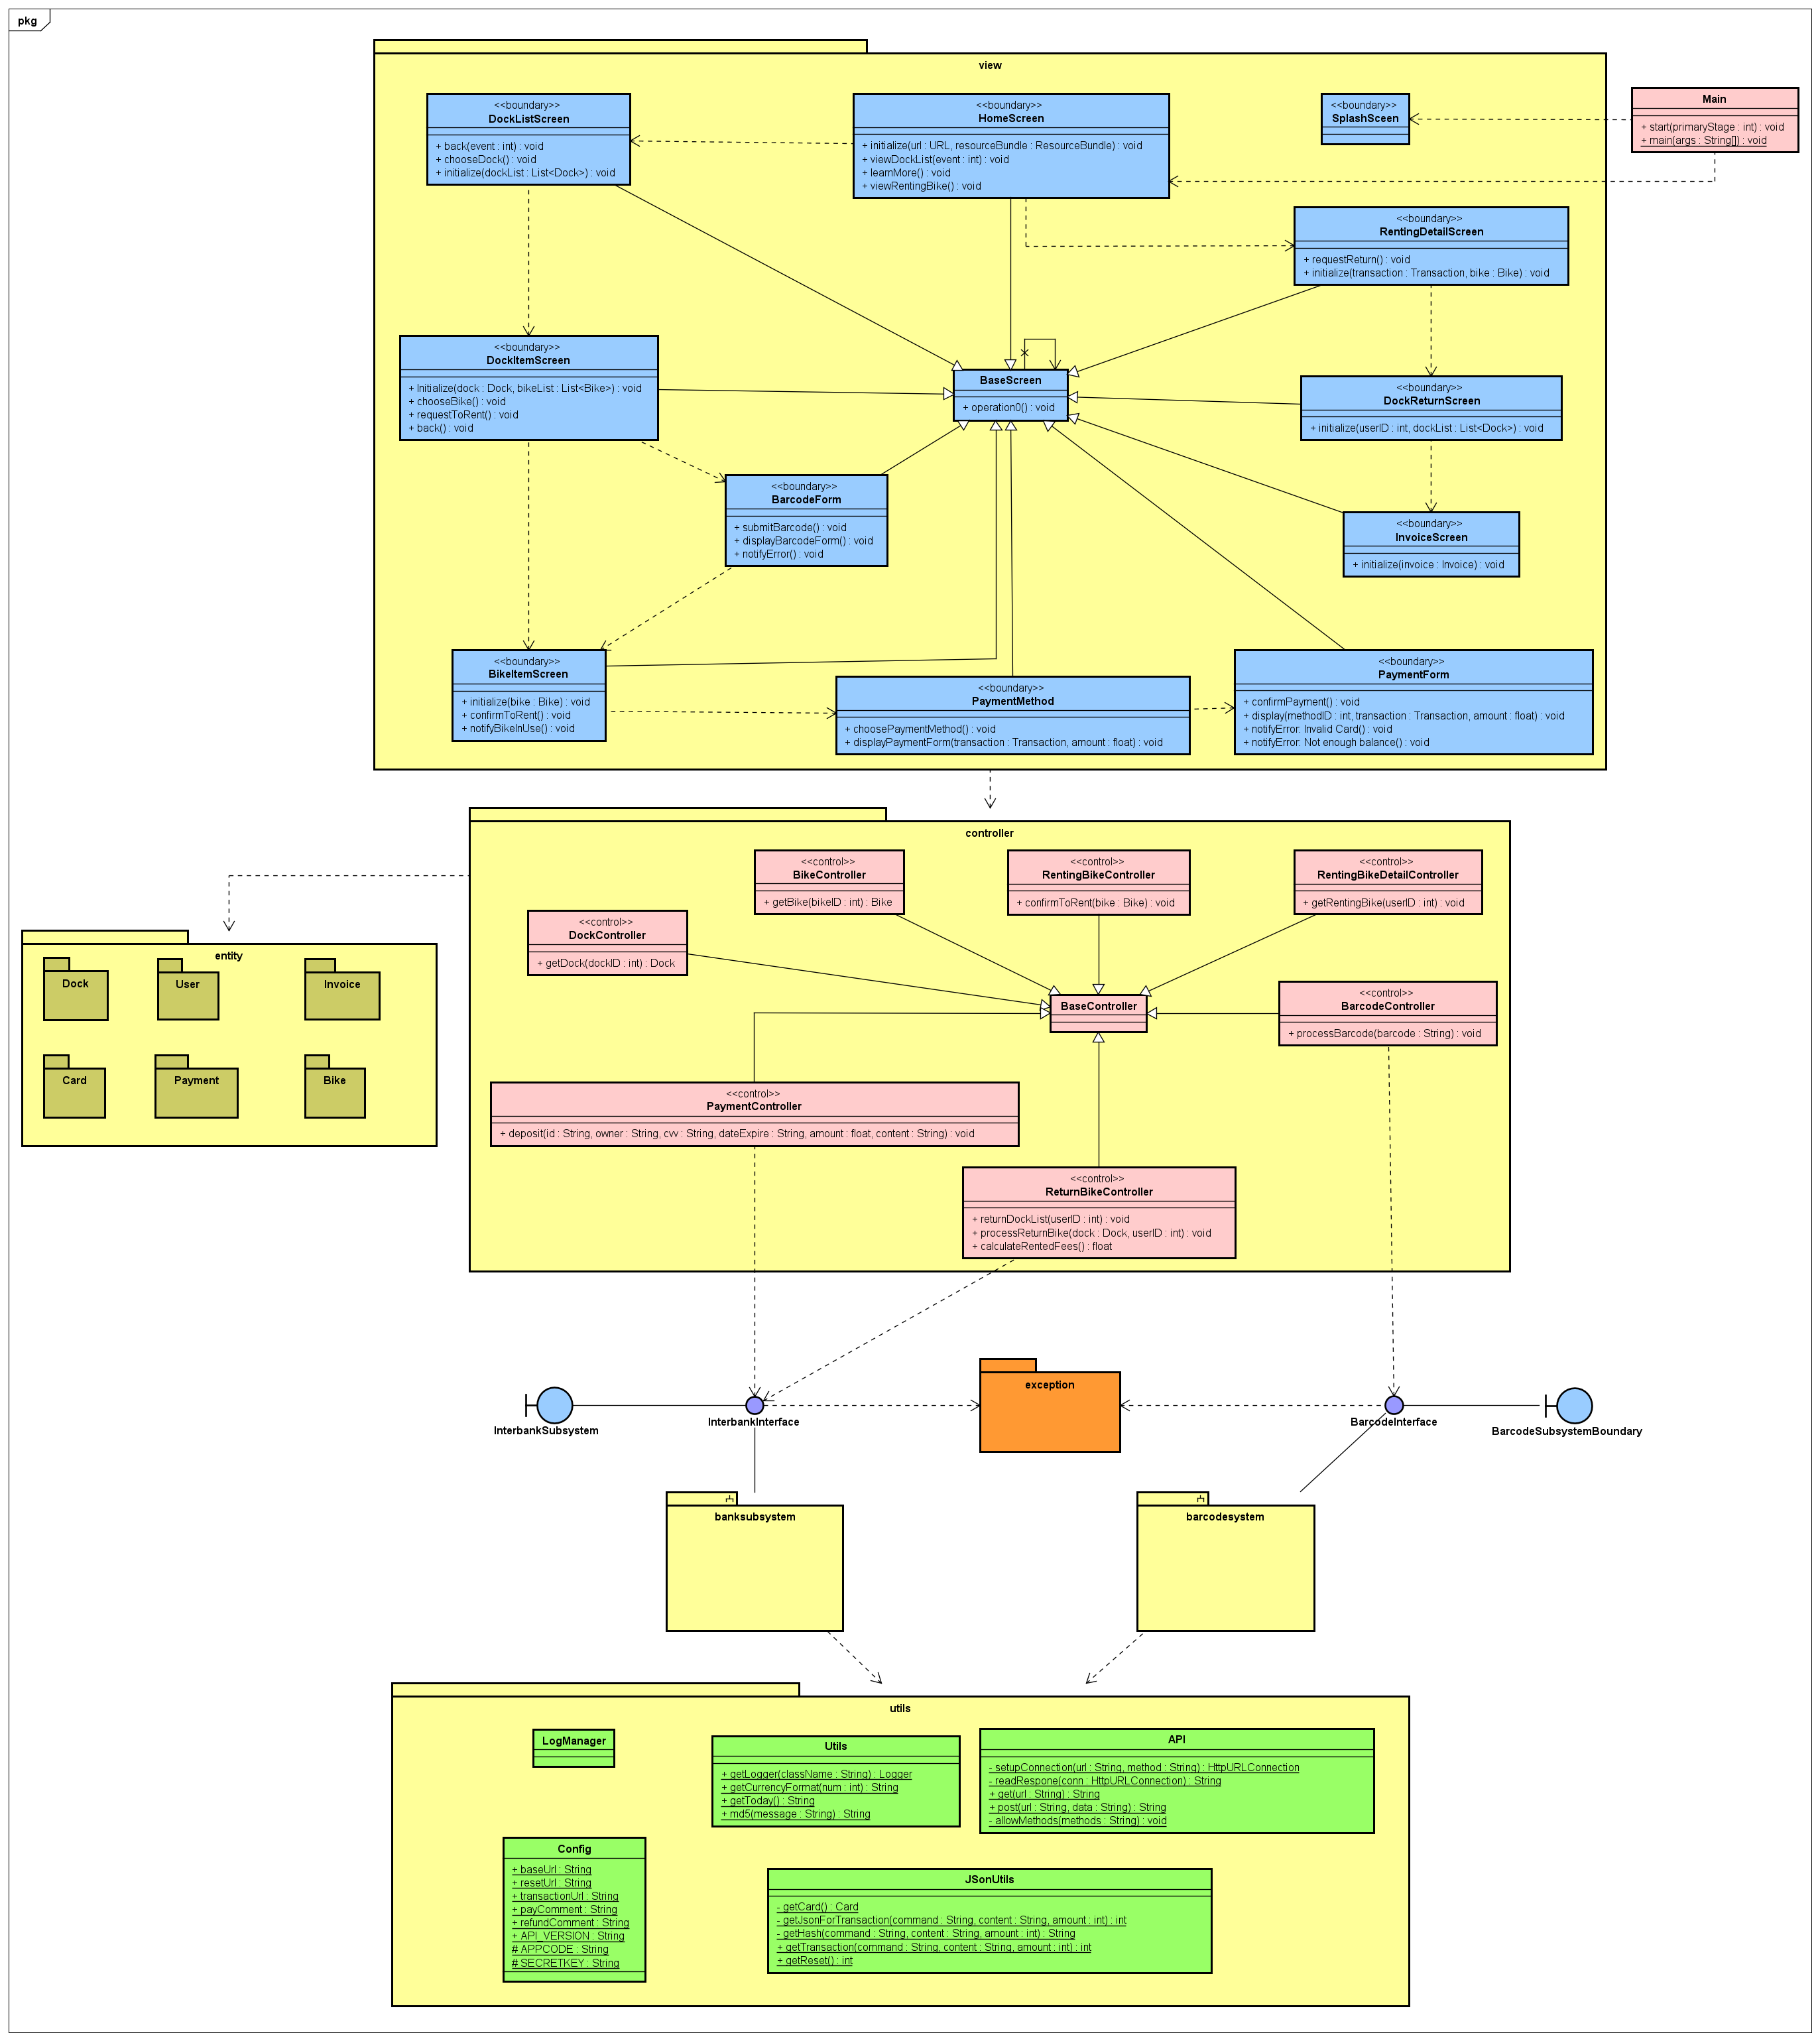 pkg
view
<<boundary>>
DockListScreen
+ back(event : int) : void
+ chooseDock() : void
+ initialize(dockList : List<Dock>) : void
<<boundary>>
HomeScreen
+ initialize(url : URL, resourceBundle : ResourceBundle) : void
+ viewDockList(event : int) : void
+ learnMore() : void
+ viewRentingBike() : void
<<boundary>>
SplashSceen
Main
+ start(primaryStage : int) : void
+ main(args : String[]) : void
<<boundary>>
RentingDetailScreen
+ requestReturn() : void
+ initialize(transaction : Transaction, bike : Bike) : void
<<boundary>>
DockItemScreen
+ Initialize(dock : Dock, bikeList : List<Bike>) : void
+ chooseBike() : void
+ requestToRent() : void
+ back() : void
BaseScreen
+ operation0() : void
<<boundary>>
DockReturnScreen
+ initialize(userID : int, dockList : List<Dock>) : void
<<boundary>>
BarcodeForm
+ submitBarcode() : void
+ displayBarcodeForm() : void
+ notifyError() : void
<<boundary>>
InvoiceScreen
+ initialize(invoice : Invoice) : void
<<boundary>>
BikeItemScreen
+ initialize(bike : Bike) : void
+ confirmToRent() : void
+ notifyBikeInUse() : void
<<boundary>>
PaymentMethod
+ choosePaymentMethod() : void
+ displayPaymentForm(transaction : Transaction, amount : float) : void
<<boundary>>
PaymentForm
+ confirmPayment() : void
+ display(methodID : int, transaction : Transaction, amount : float) : void
+ notifyError: Invalid Card() : void
+ notifyError: Not enough balance() : void
controller
<<control>>
BikeController
+ getBike(bikeID : int) : Bike
<<control>>
RentingBikeController
+ confirmToRent(bike : Bike) : void
<<control>>
RentingBikeDetailController
+ getRentingBike(userID : int) : void
<<control>>
DockController
+ getDock(dockID : int) : Dock
BaseController
<<control>>
BarcodeController
+ processBarcode(barcode : String) : void
<<control>>
PaymentController
+ deposit(id : String, owner : String, cvv : String, dateExpire : String, amount : float, content : String) : void
<<control>>
ReturnBikeController
+ returnDockList(userID : int) : void
+ processReturnBike(dock : Dock, userID : int) : void
+ calculateRentedFees() : float
entity
Dock
User
Invoice
Card
Payment
Bike
exception
InterbankSubsystem
InterbankInterface
BarcodeInterface
BarcodeSubsystemBoundary
banksubsystem
barcodesystem
utils
LogManager
Utils
+ getLogger(className : String) : Logger
+ getCurrencyFormat(num : int) : String
+ getToday() : String
+ md5(message : String) : String
API
- setupConnection(url : String, method : String) : HttpURLConnection
- readRespone(conn : HttpURLConnection) : String
+ get(url : String) : String
+ post(url : String, data : String) : String
- allowMethods(methods : String) : void
Config
+ baseUrl : String
+ resetUrl : String
+ transactionUrl : String
+ payComment : String
+ refundComment : String
+ API_VERSION : String
# APPCODE : String
# SECRETKEY : String
JSonUtils
- getCard() : Card
- getJsonForTransaction(command : String, content : String, amount : int) : int
- getHash(command : String, content : String, amount : int) : String
+ getTransaction(command : String, content : String, amount : int) : int
+ getReset() : int